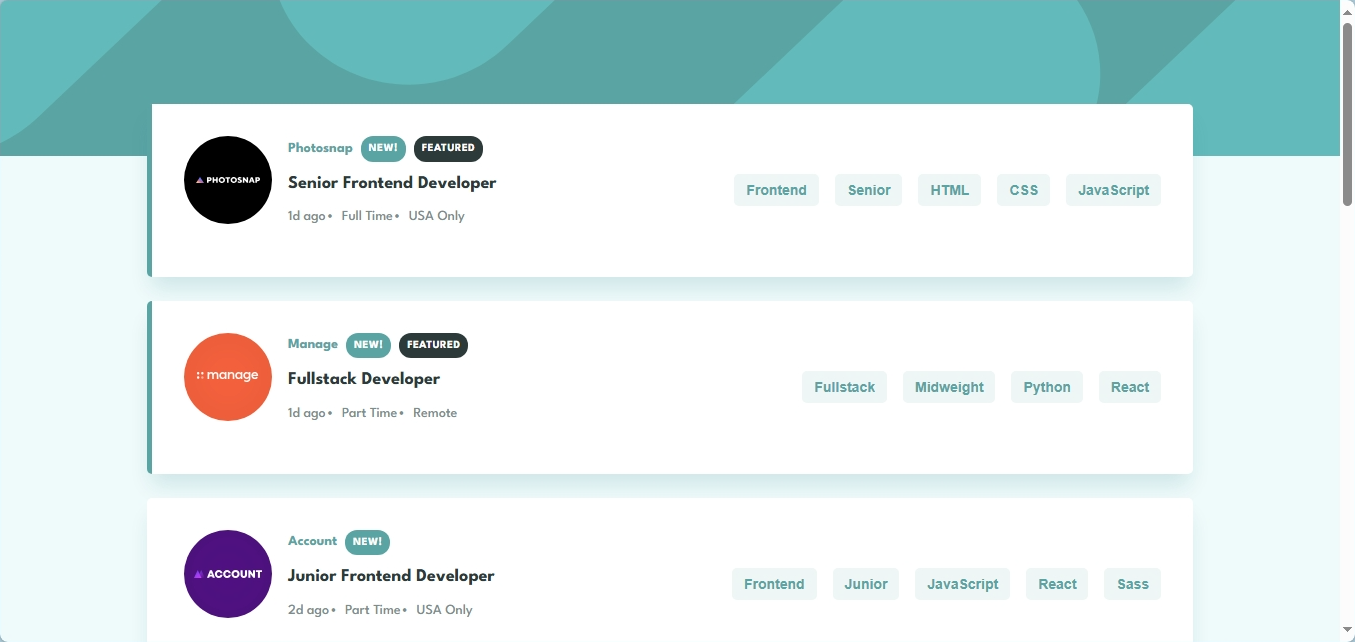 PHOTOSNAP
Photosnap NEW! FEATURED
Senior Frontend Developer
1d ago • Full Time • USA Only
Frontend Senior HTML CSS JavaScript
manage
Manage NEW! FEATURED
Fullstack Developer
1d ago • Part Time • Remote
Fullstack Midweight Python React
ACCOUNT
Account NEW!
Junior Frontend Developer
2d ago • Part Time • USA Only
Frontend Junior JavaScript React Sass